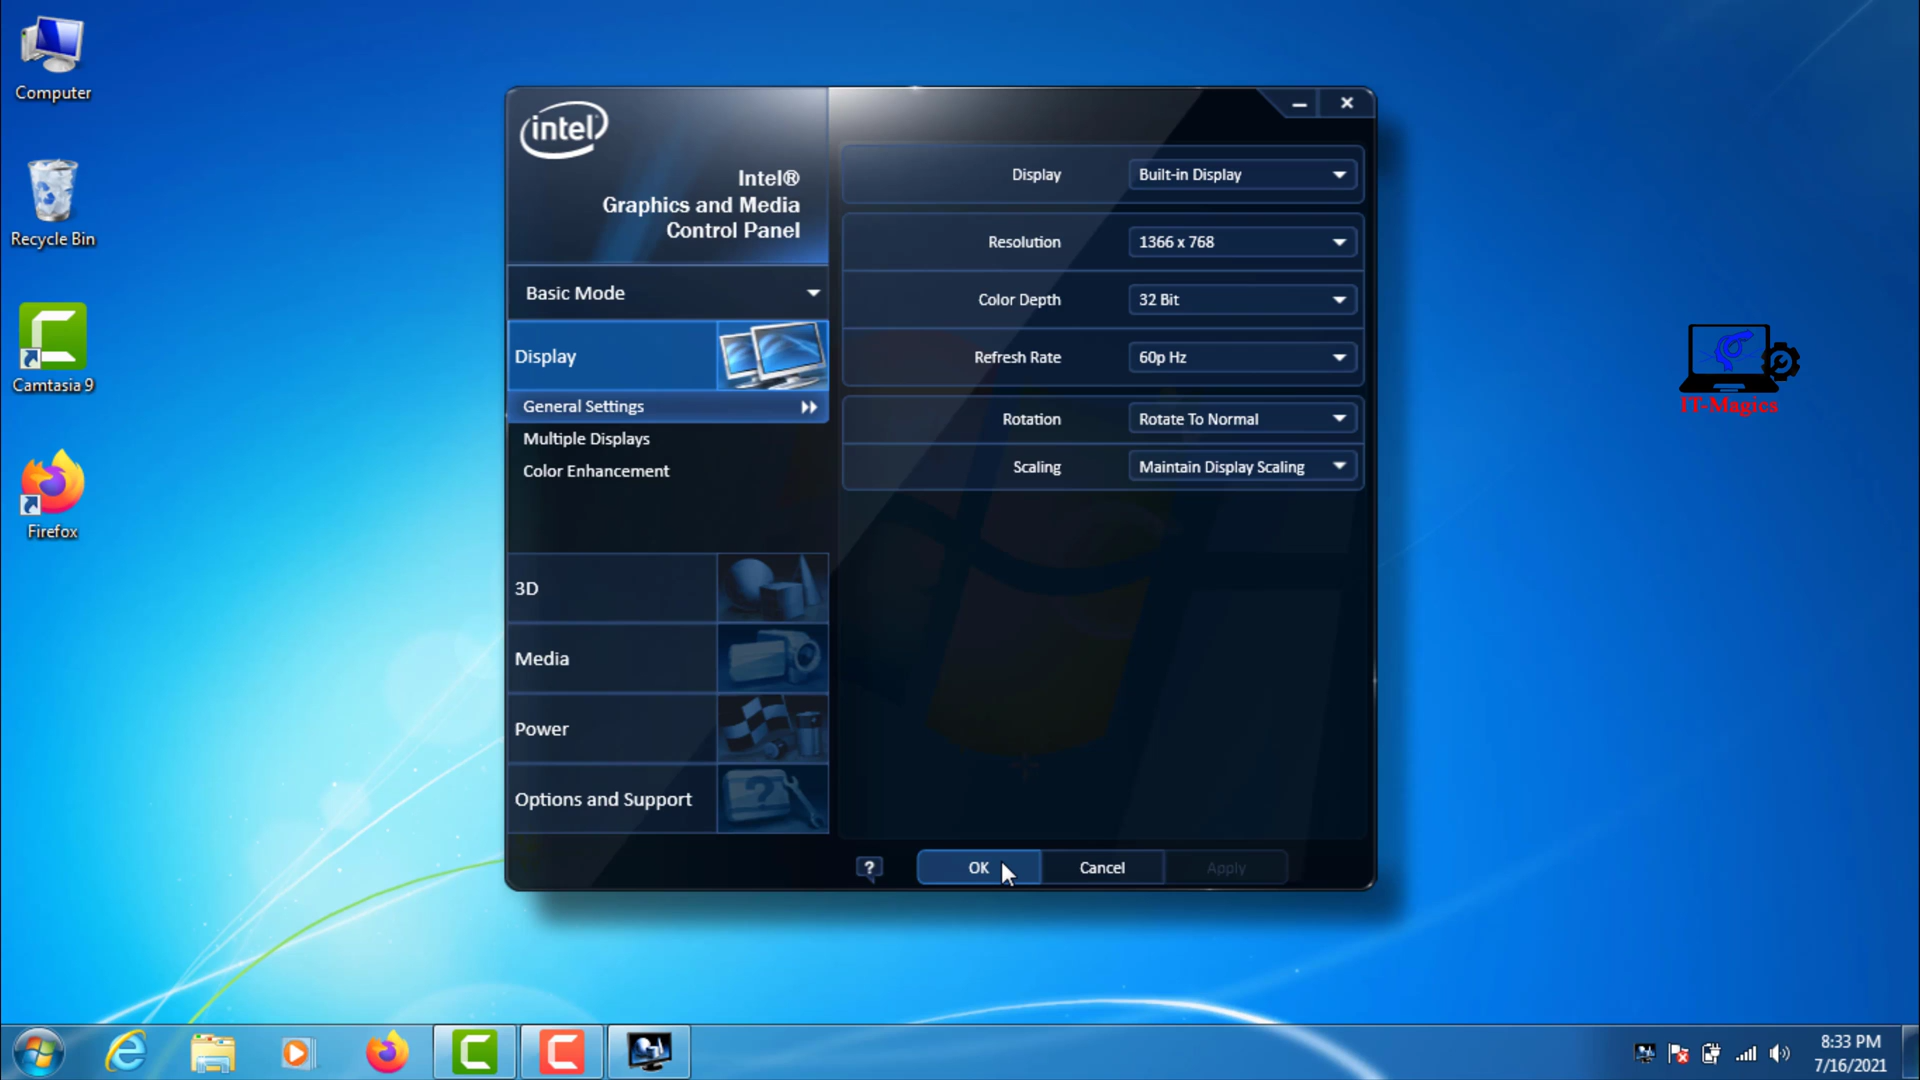 Computer
Recycle Bin
Camtasia 9
Firefox
intel
Intel®
Graphics and Media
Control Panel
Basic Mode
Display
General Settings
Multiple Displays
Color Enhancement
3D
Media
Power
Options and Support
Display
Built-in Display
Resolution
1366 x 768
Color Depth
32 Bit
Refresh Rate
60p Hz
Rotation
Rotate To Normal
Scaling
Maintain Display Scaling
?
OK
Cancel
Apply
IT-Magics
8:33 PM
7/16/2021